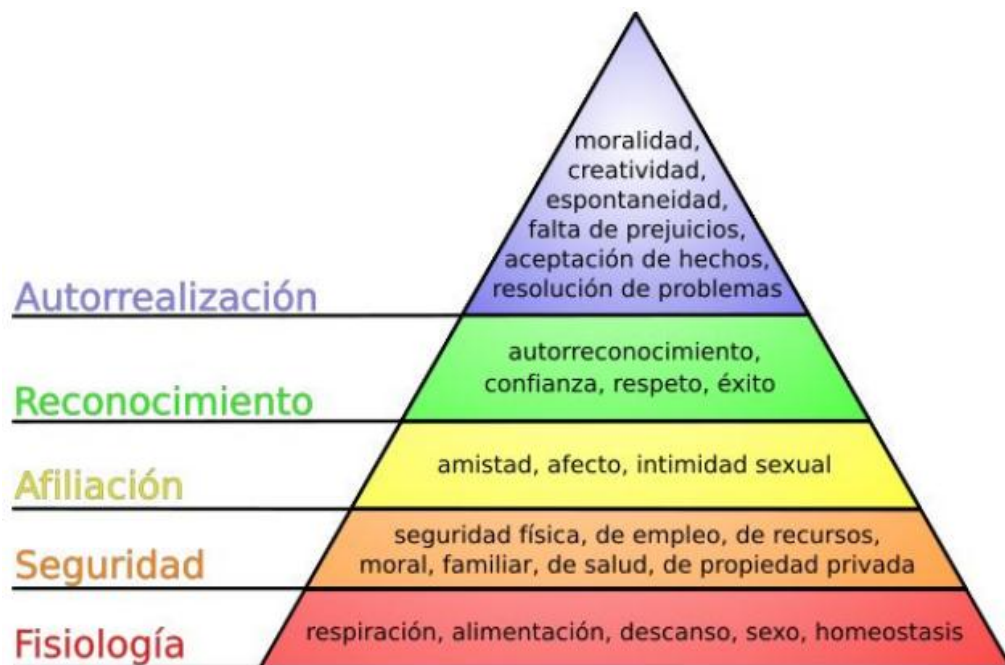 moralidad,
creatividad,
espontaneidad,
falta de prejuicios,
aceptación de hechos,
resolución de problemas
Autorrealización
autorreconocimiento,
confianza, respeto, éxito
Reconocimiento
amistad, afecto, intimidad sexual
Afiliación
seguridad física, de empleo, de recursos,
moral, familiar, de salud, de propiedad privada
Seguridad
respiración, alimentación, descanso, sexo, homeostasis
Fisiología